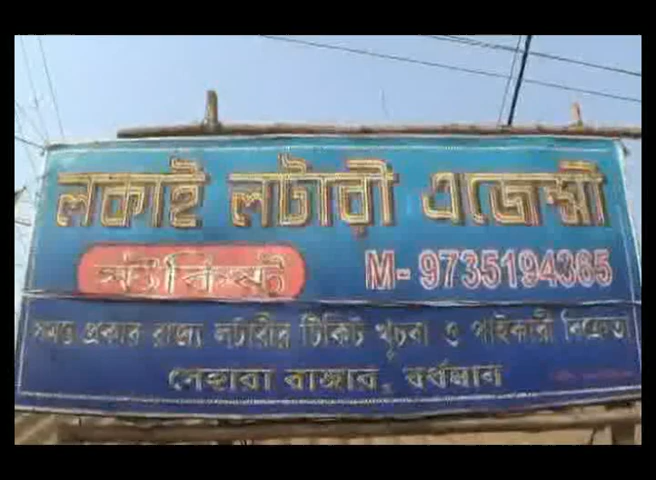 লকাই লটারী এজেন্সী
M- 9735194365
সমস্ত প্রকার রাজ্য লটারীর টিকিট খুচরা ও পাইকারী বিক্রেতা
নেহারা বাজার, বর্ধমান